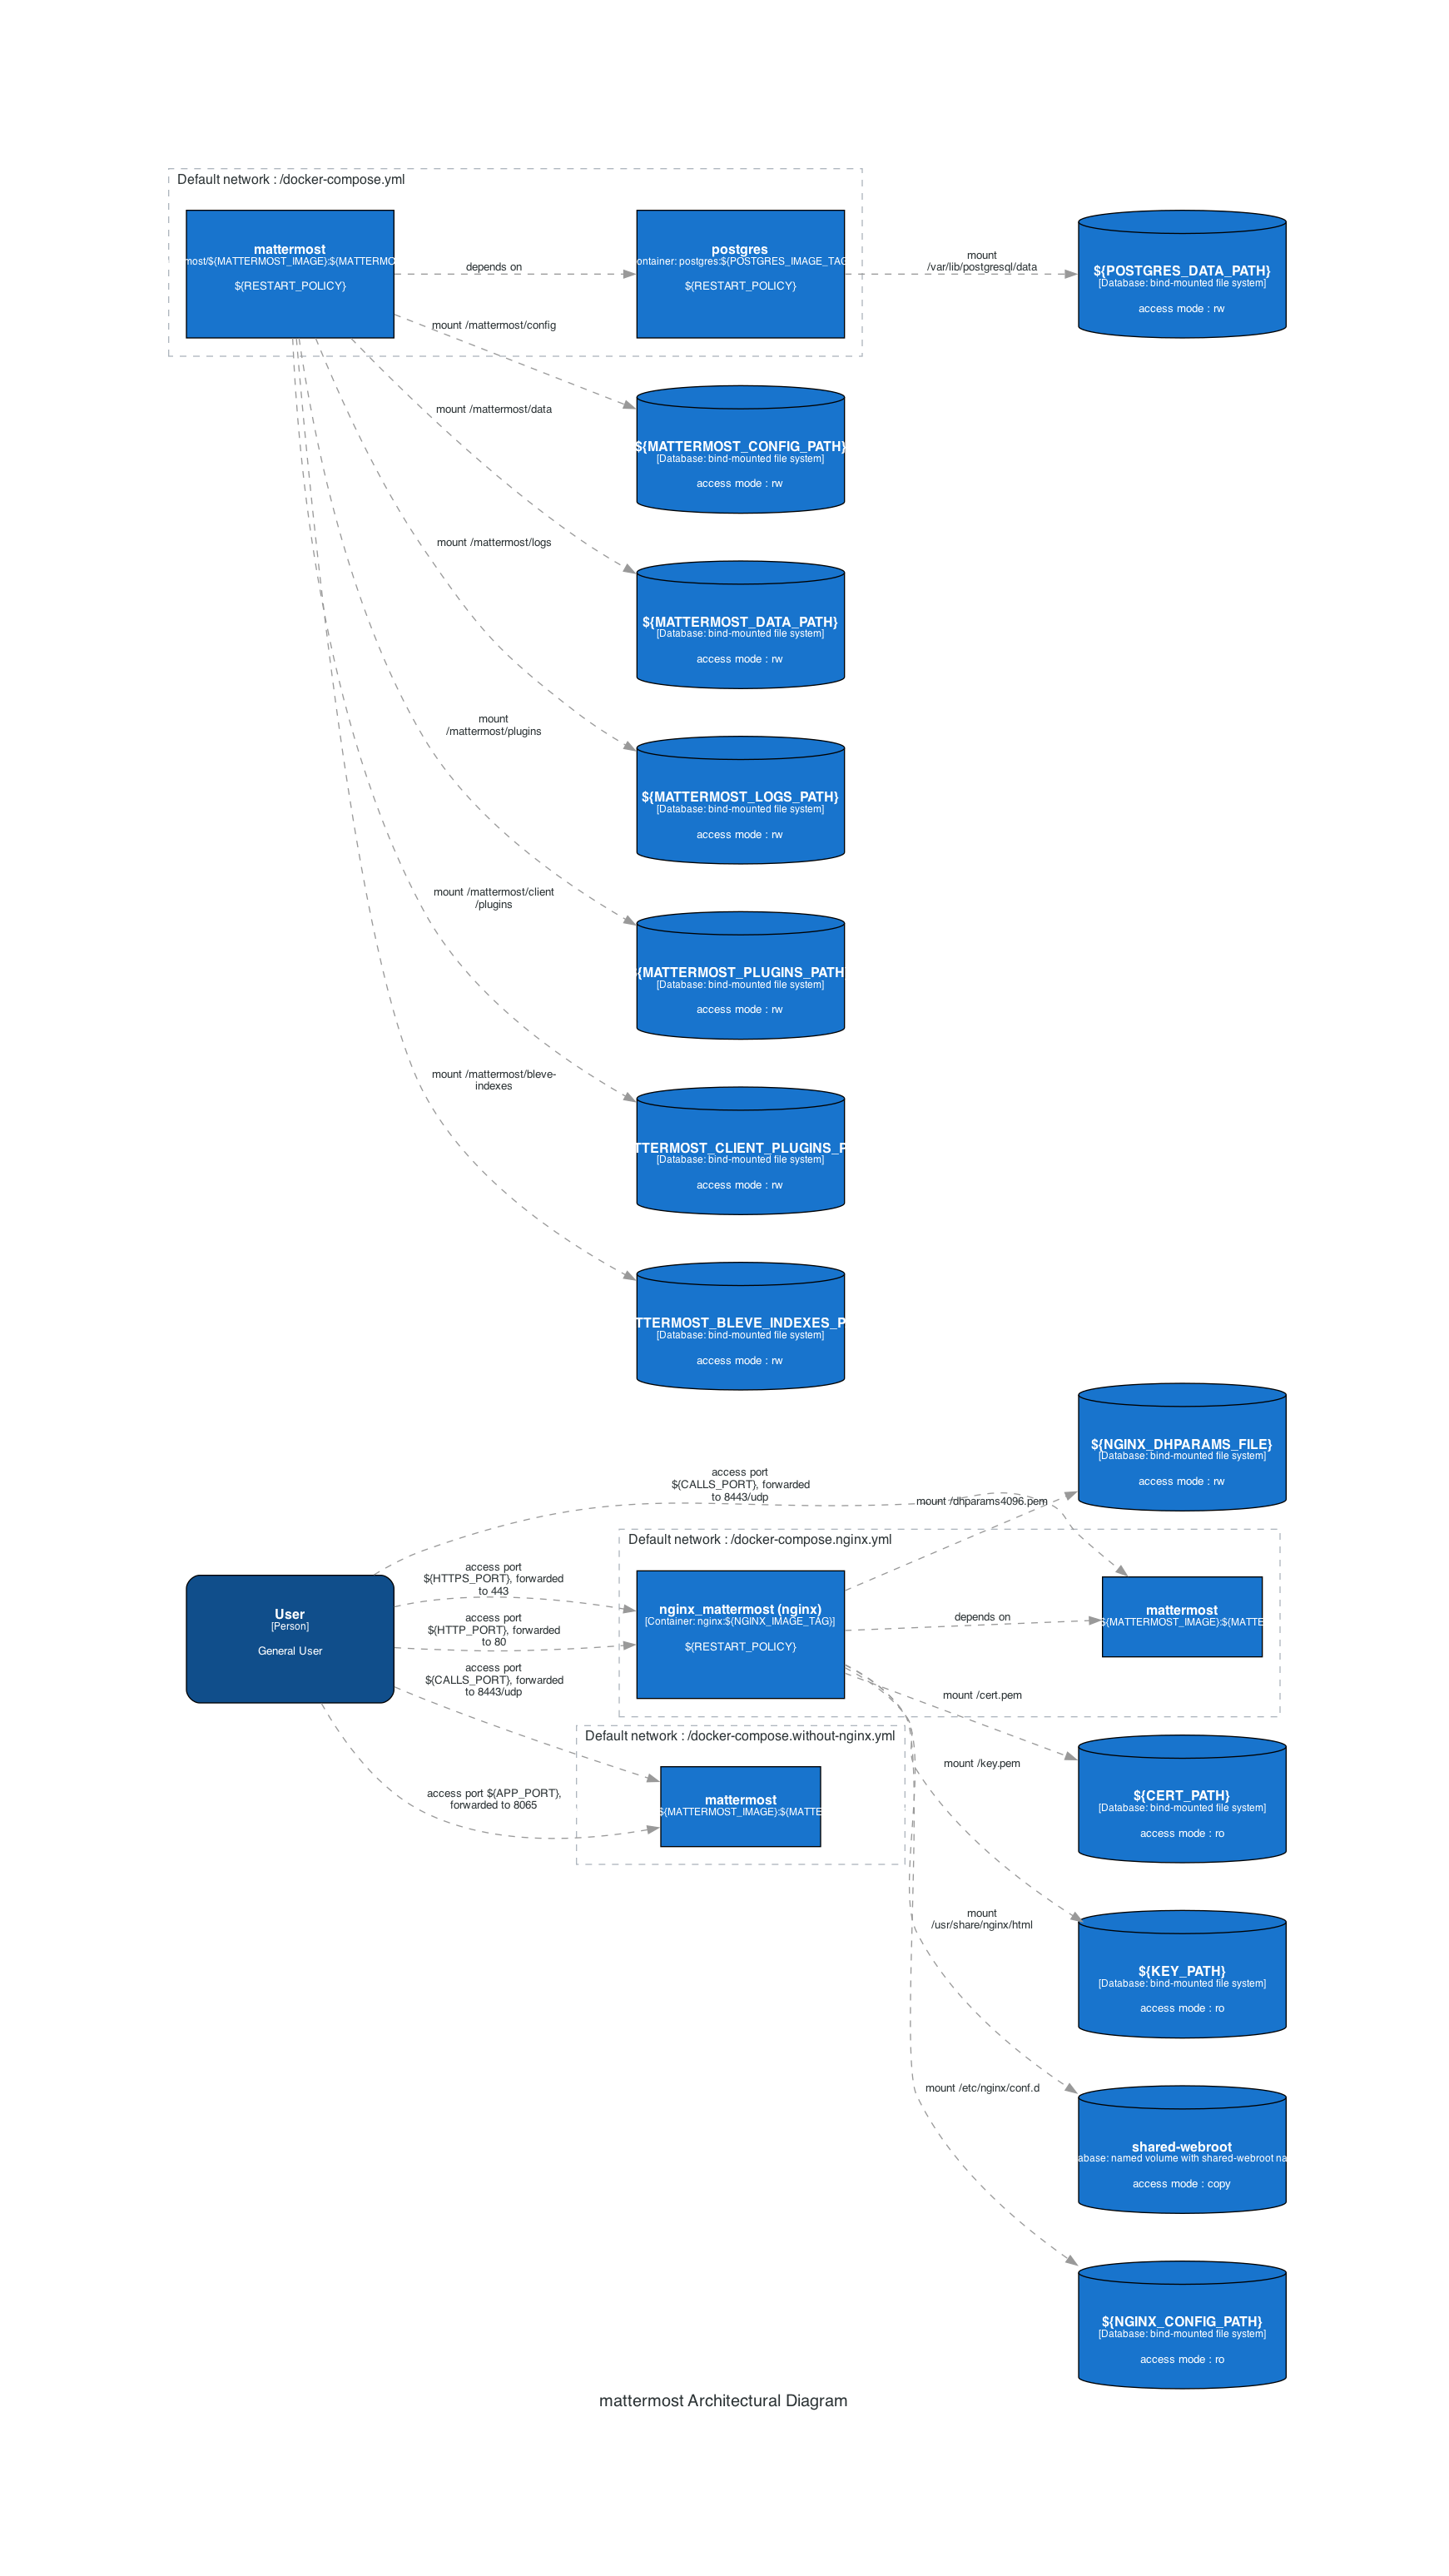 Default network : /docker-compose.yml
mattermost
most/${MATTERMOST_IMAGE}:${MATTERMO
${RESTART_POLICY}
depends on
postgres
ontainer: postgres:${POSTGRES_IMAGE_TAG
${RESTART_POLICY}
mount
/var/lib/postgresql/data
${POSTGRES_DATA_PATH}
[Database: bind-mounted file system]
access mode : rw
mount /mattermost/config
${MATTERMOST_CONFIG_PATH}
[Database: bind-mounted file system]
access mode : rw
mount /mattermost/data
${MATTERMOST_DATA_PATH}
[Database: bind-mounted file system]
access mode : rw
mount /mattermost/logs
${MATTERMOST_LOGS_PATH}
[Database: bind-mounted file system]
access mode : rw
mount
/mattermost/plugins
{MATTERMOST_PLUGINS_PATH
[Database: bind-mounted file system]
access mode : rw
mount /mattermost/client
/plugins
TTERMOST_CLIENT_PLUGINS_P
[Database: bind-mounted file system]
access mode : rw
mount /mattermost/bleve-
indexes
TTERMOST_BLEVE_INDEXES_P
[Database: bind-mounted file system]
access mode : rw
${NGINX_DHPARAMS_FILE}
[Database: bind-mounted file system]
access mode : rw
access port
${CALLS_PORT}, forwarded
to 8443/udp
mount /dhparams4096.pem
Default network : /docker-compose.nginx.yml
access port
${HTTPS_PORT}, forwarded
to 443
User
[Person]
General User
access port
${HTTP_PORT}, forwarded
to 80
nginx_mattermost (nginx)
[Container: nginx:${NGINX_IMAGE_TAG}]
${RESTART_POLICY}
depends on
mattermost
${MATTERMOST_IMAGE}:${MATTE
access port
${CALLS_PORT}, forwarded
to 8443/udp
mount /cert.pem
Default network : /docker-compose.without-nginx.yml
mount /key.pem
access port ${APP_PORT},
forwarded to 8065
mattermost
${MATTERMOST_IMAGE}:${MATTE
${CERT_PATH}
[Database: bind-mounted file system]
access mode : ro
mount
/usr/share/nginx/html
${KEY_PATH}
[Database: bind-mounted file system]
access mode : ro
mount /etc/nginx/conf.d
shared-webroot
abase: named volume with shared-webroot na
access mode : copy
${NGINX_CONFIG_PATH}
[Database: bind-mounted file system]
access mode : ro
mattermost Architectural Diagram